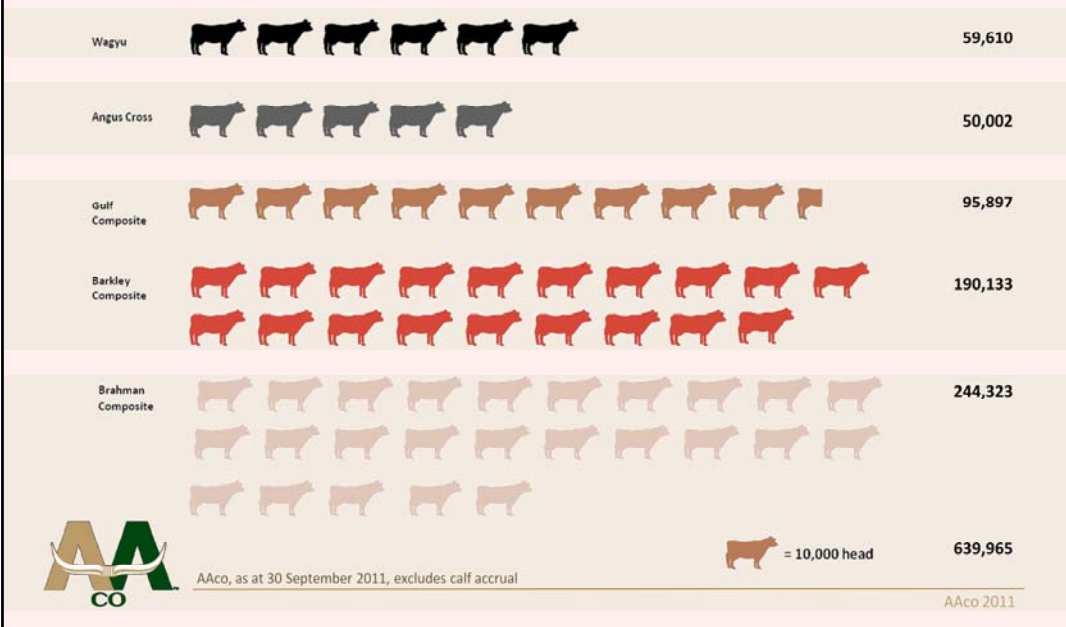 Wagyu 59,610
Angus Cross 50,002
Gulf
Composite 95,897
Barkley
Composite 190,133
Brahman
Composite 244,323
= 10,000 head 639,965
AAco, as at 30 September 2011, excludes calf accrual
AA
CO
AAco 2011